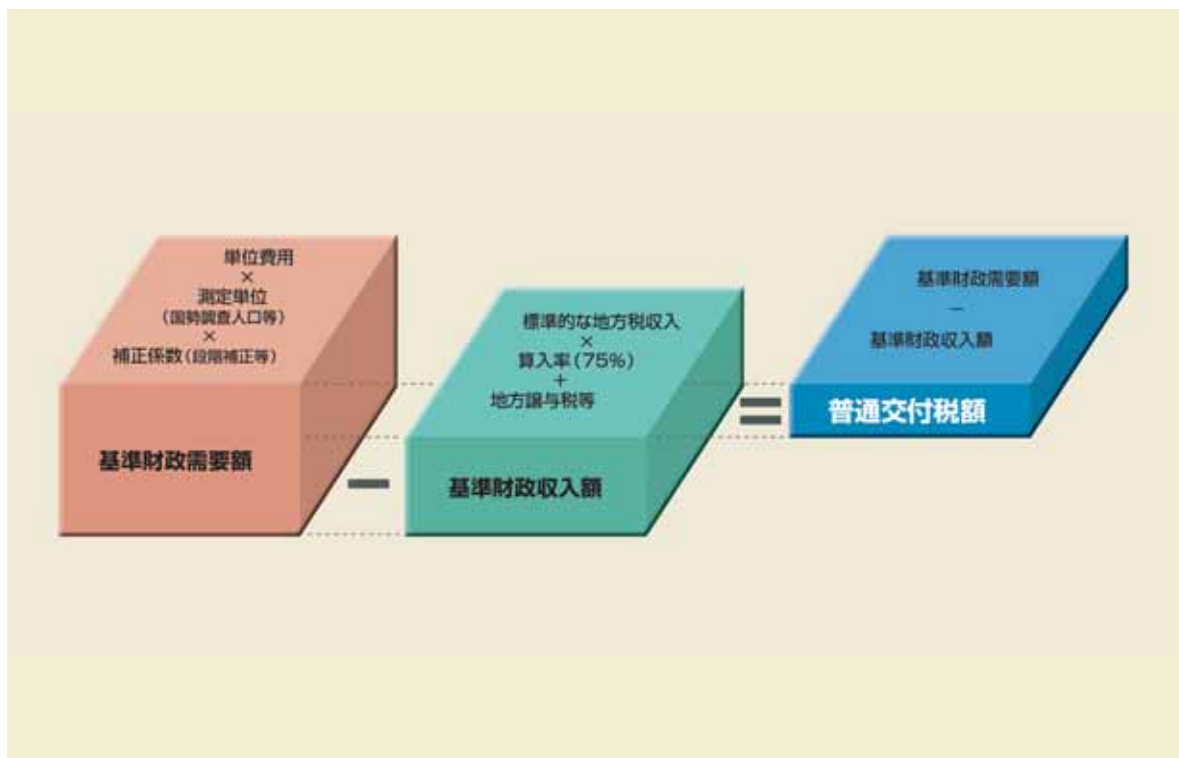 単位費用
×
測定単位
(国勢調査人口等)
×
補正係数(段階補正等)
基準財政需要額
−
標準的な地方税収入
×
算入率(75%)
+
地方譲与税等
基準財政収入額
=
基準財政需要額
−
基準財政収入額
普通交付税額